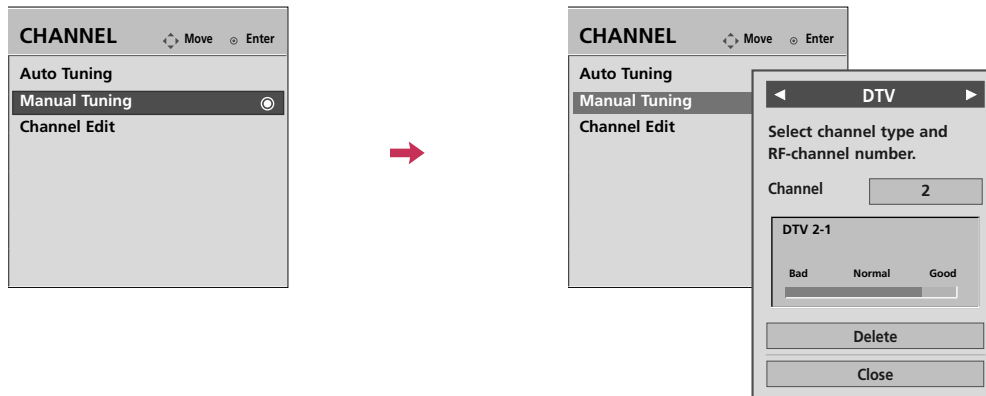 CHANNEL Move Enter
Auto Tuning
Manual Tuning
Channel Edit
CHANNEL Move Enter
Auto Tuning
Manual Tuning
Channel Edit
DTV
Select channel type and
RF-channel number.
Channel 2
DTV 2-1
Bad Normal Good
Delete
Close